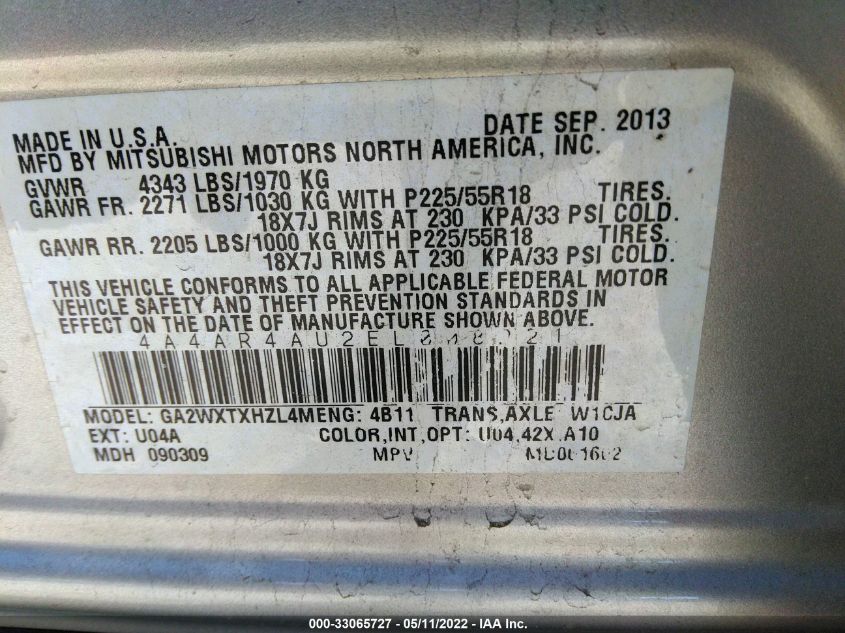 MADE IN U.S.A. DATE SEP. 2013
MFD BY MITSUBISHI MOTORS NORTH AMERICA, INC.
GVWR 4343 LBS/1970 KG
GAWR FR. 2271 LBS/1030 KG WITH P225/55R18 TIRES.
18X7J RIMS AT 230 KPA/33 PSI COLD.
GAWR RR. 2205 LBS/1000 KG WITH P225/55R18 TIRES.
18X7J RIMS AT 230 KPA/33 PSI COLD.
THIS VEHICLE CONFORMS TO ALL APPLICABLE FEDERAL MOTOR
VEHICLE SAFETY AND THEFT PREVENTION STANDARDS IN
EFFECT ON THE DATE OF MANUFACTURE SHOWN ABOVE.
MODEL: GA2WXTXHZL4MENG: 4B11 TRANS,AXLE W1CJA
EXT: U04A COLOR,INT,OPT: U04,42X,A10
MDH 090309 MPV
000-33065727 - 05/11/2022 - IAA Inc.